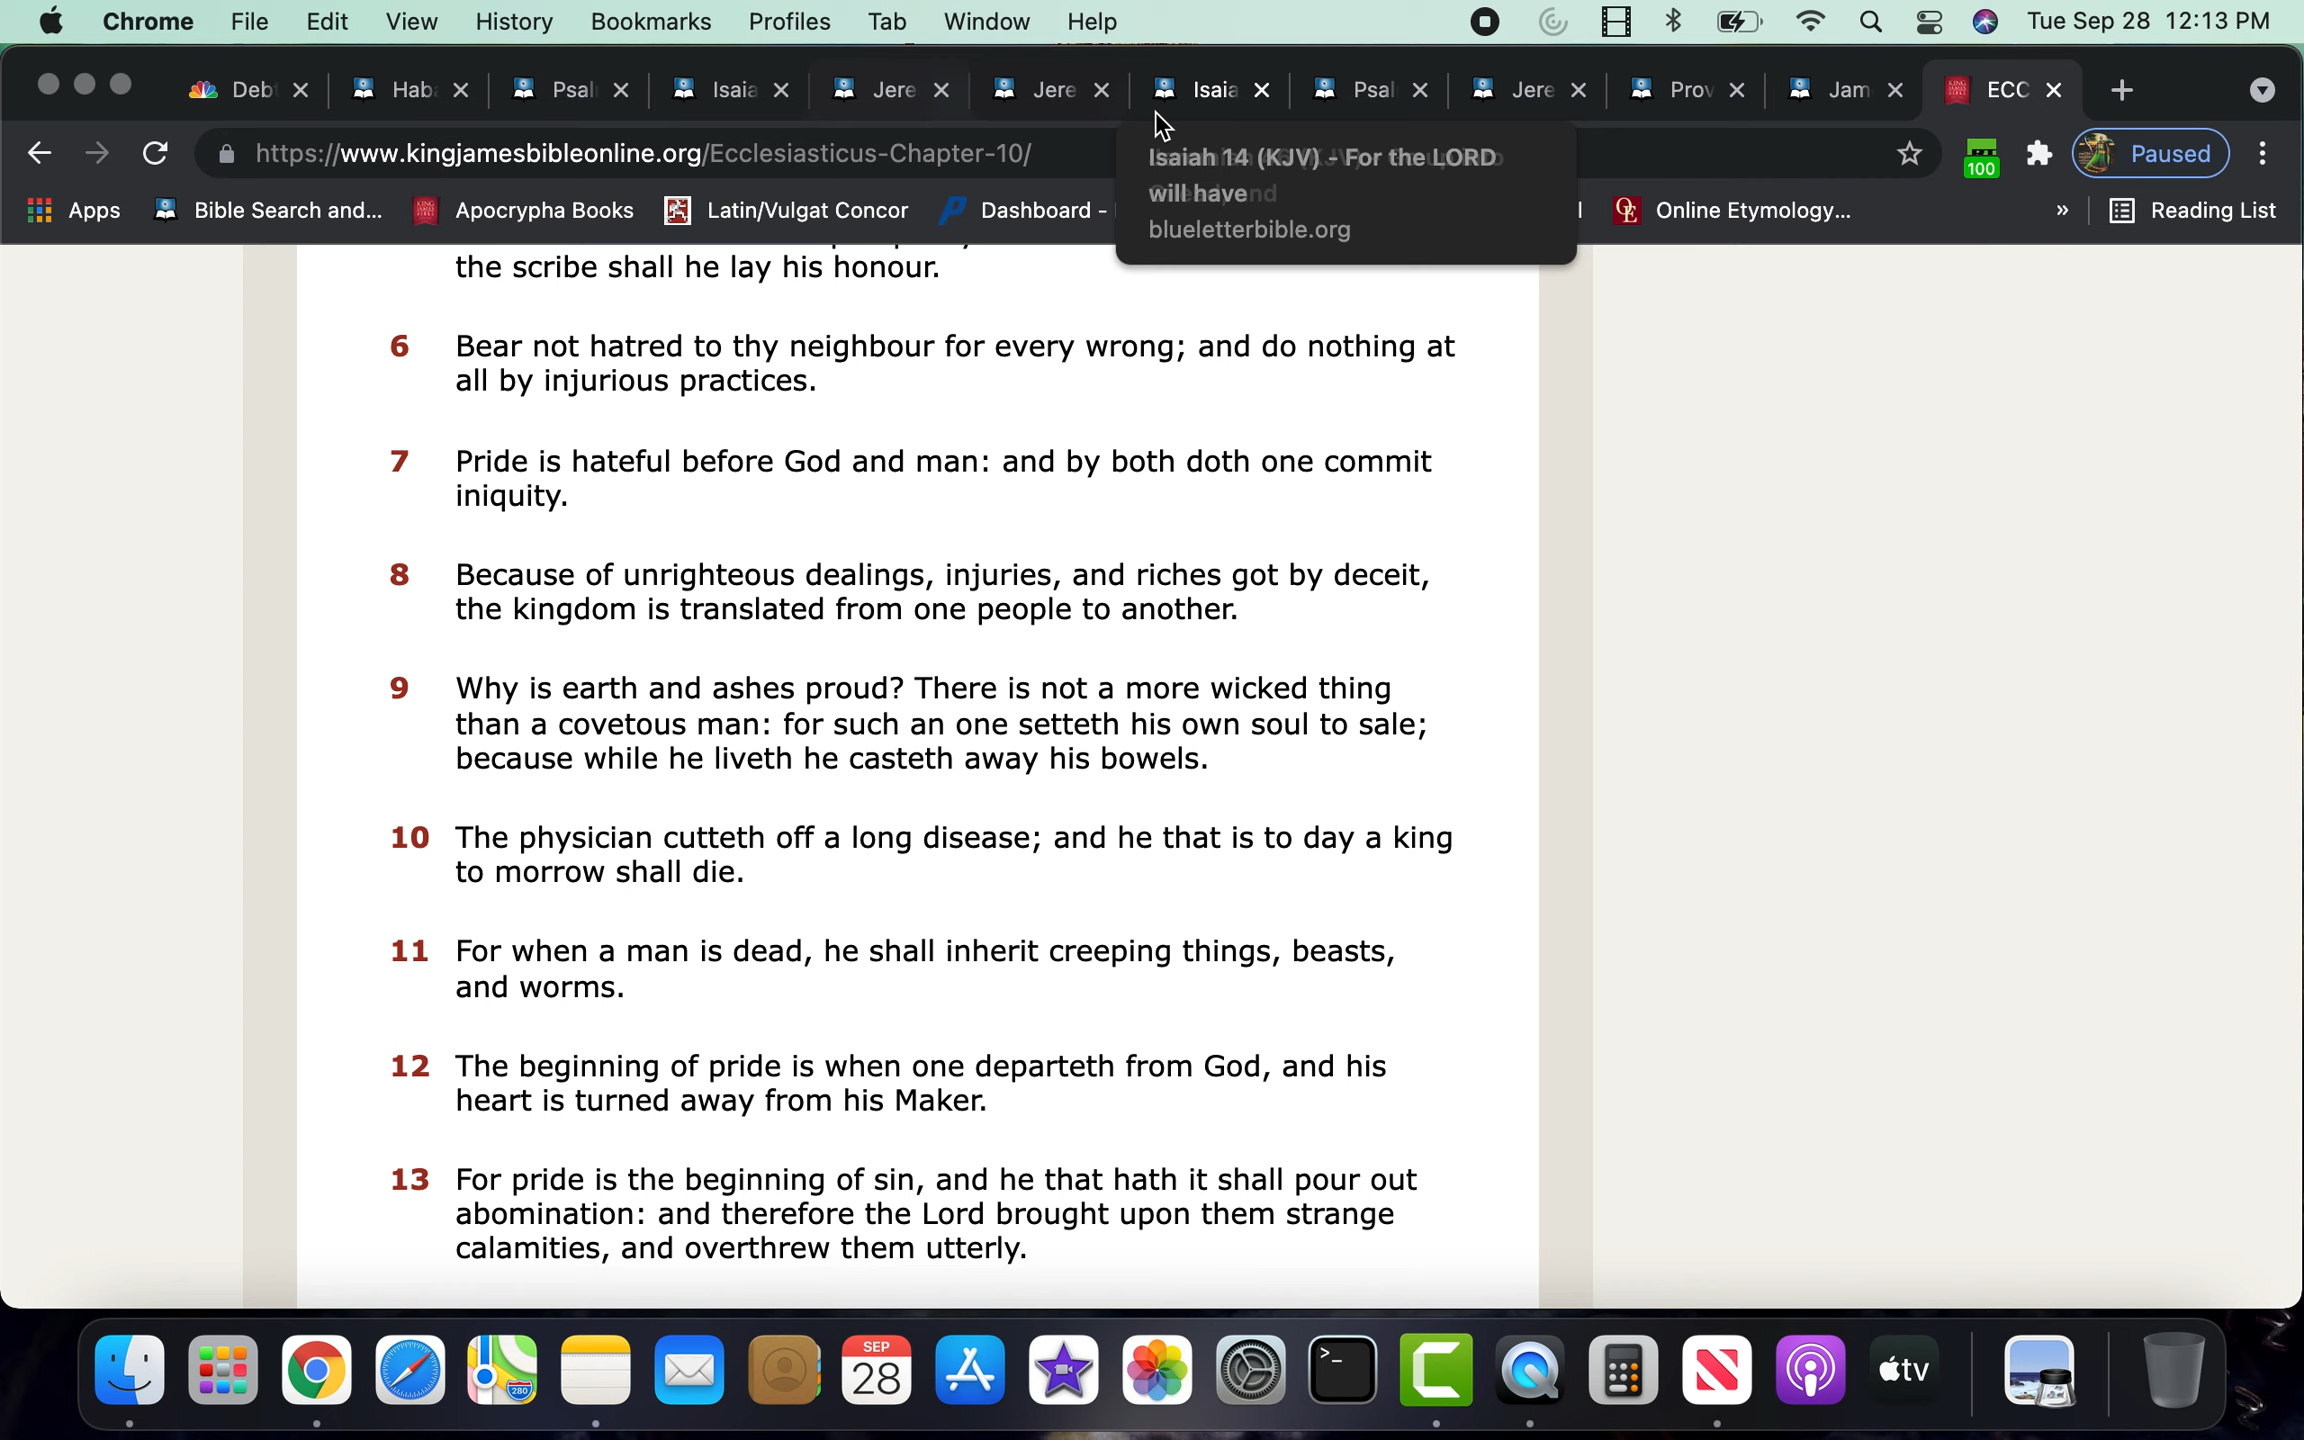 Chrome File Edit View History Bookmarks Profiles Tab Window Help Tue Sep 28 12:13 PM
Deb Hab Psal Isaia Jere Jere Isaia Psal Jere Prov Jam ECC
https://www.kingjamesbibleonline.org/Ecclesiasticus-Chapter-10/ 100 Paused
Isaiah 14 (KJV) - For the LORD
will have
blueletterbible.org
Apps Bible Search and... Apocrypha Books Latin/Vulgat Concor Dashboard - Online Etymology... » Reading List
the scribe shall he lay his honour.
6 Bear not hatred to thy neighbour for every wrong; and do nothing at
all by injurious practices.
7 Pride is hateful before God and man: and by both doth one commit
iniquity.
8 Because of unrighteous dealings, injuries, and riches got by deceit,
the kingdom is translated from one people to another.
9 Why is earth and ashes proud? There is not a more wicked thing
than a covetous man: for such an one setteth his own soul to sale;
because while he liveth he casteth away his bowels.
10 The physician cutteth off a long disease; and he that is to day a king
to morrow shall die.
11 For when a man is dead, he shall inherit creeping things, beasts,
and worms.
12 The beginning of pride is when one departeth from God, and his
heart is turned away from his Maker.
13 For pride is the beginning of sin, and he that hath it shall pour out
abomination: and therefore the Lord brought upon them strange
calamities, and overthrew them utterly.
280 SEP 28 >_ tv